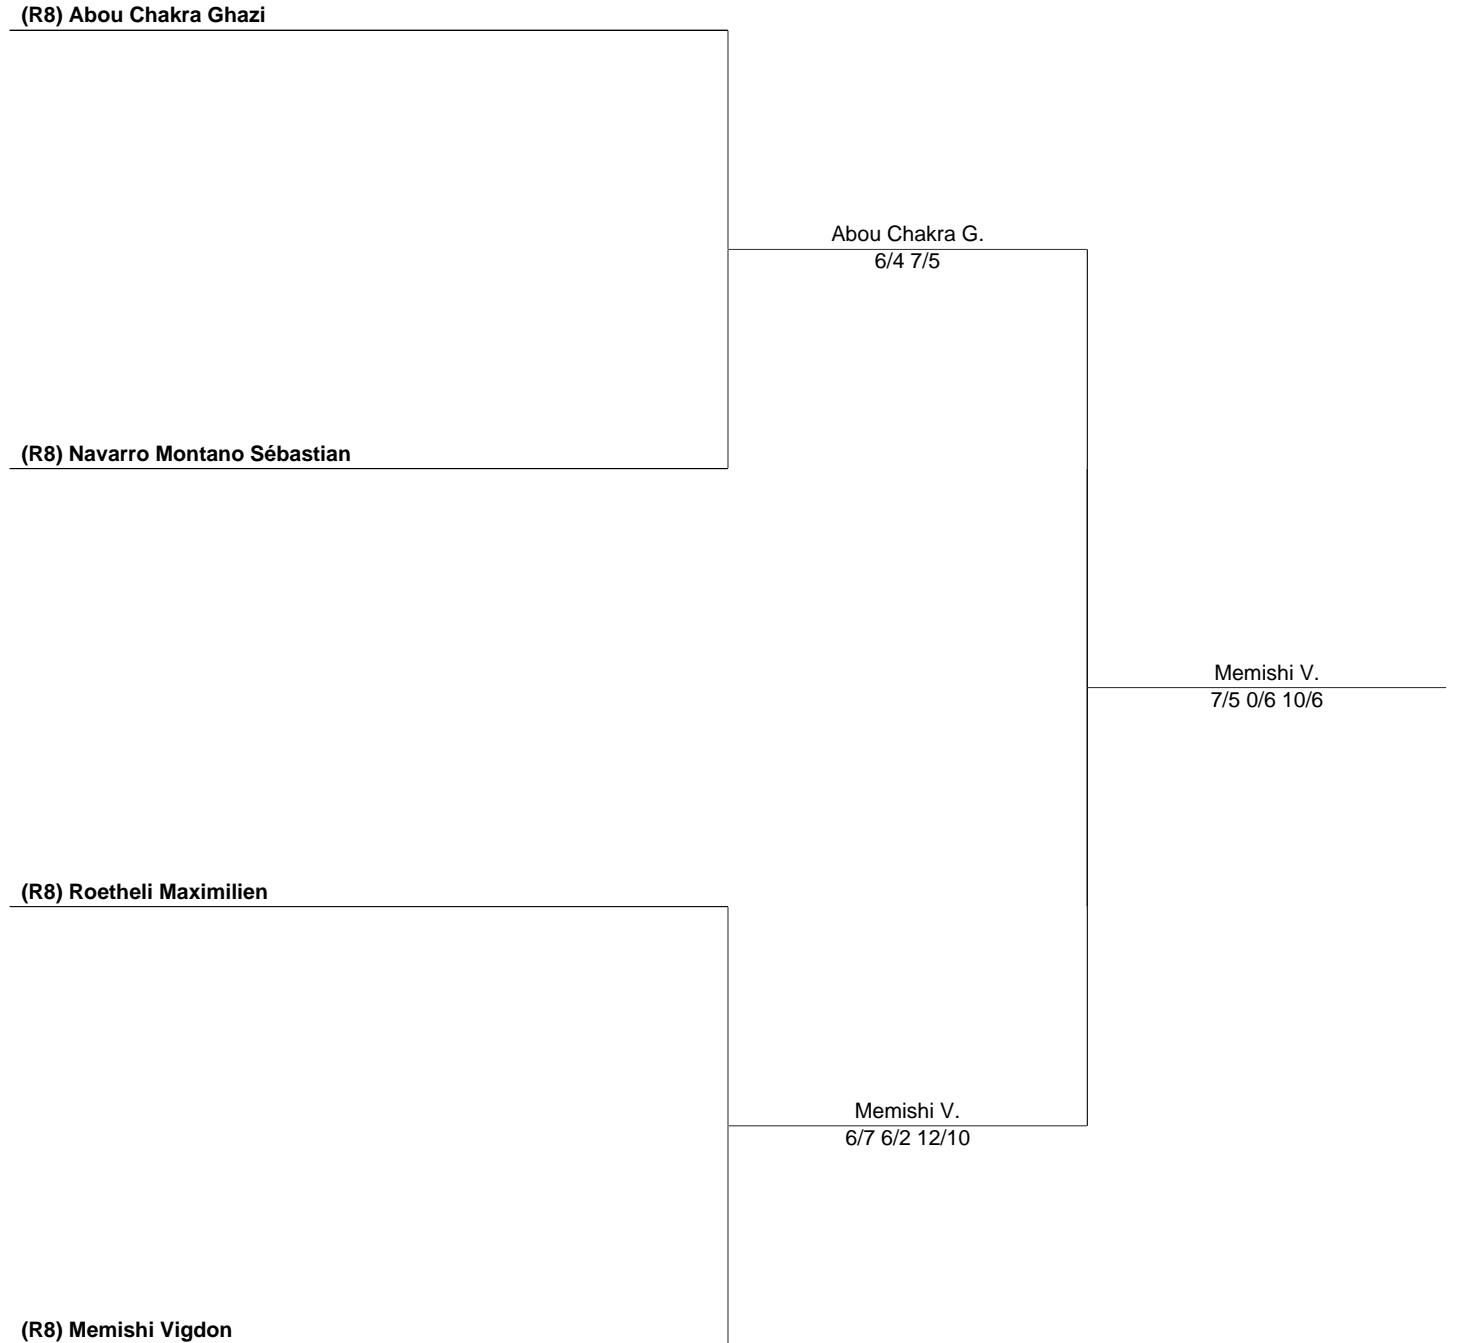 (R8) Abou Chakra Ghazi
Abou Chakra G.
6/4 7/5
(R8) Navarro Montano Sébastian
Memishi V.
7/5 0/6 10/6
(R8) Roetheli Maximilien
Memishi V.
6/7 6/2 12/10
(R8) Memishi Vigdon